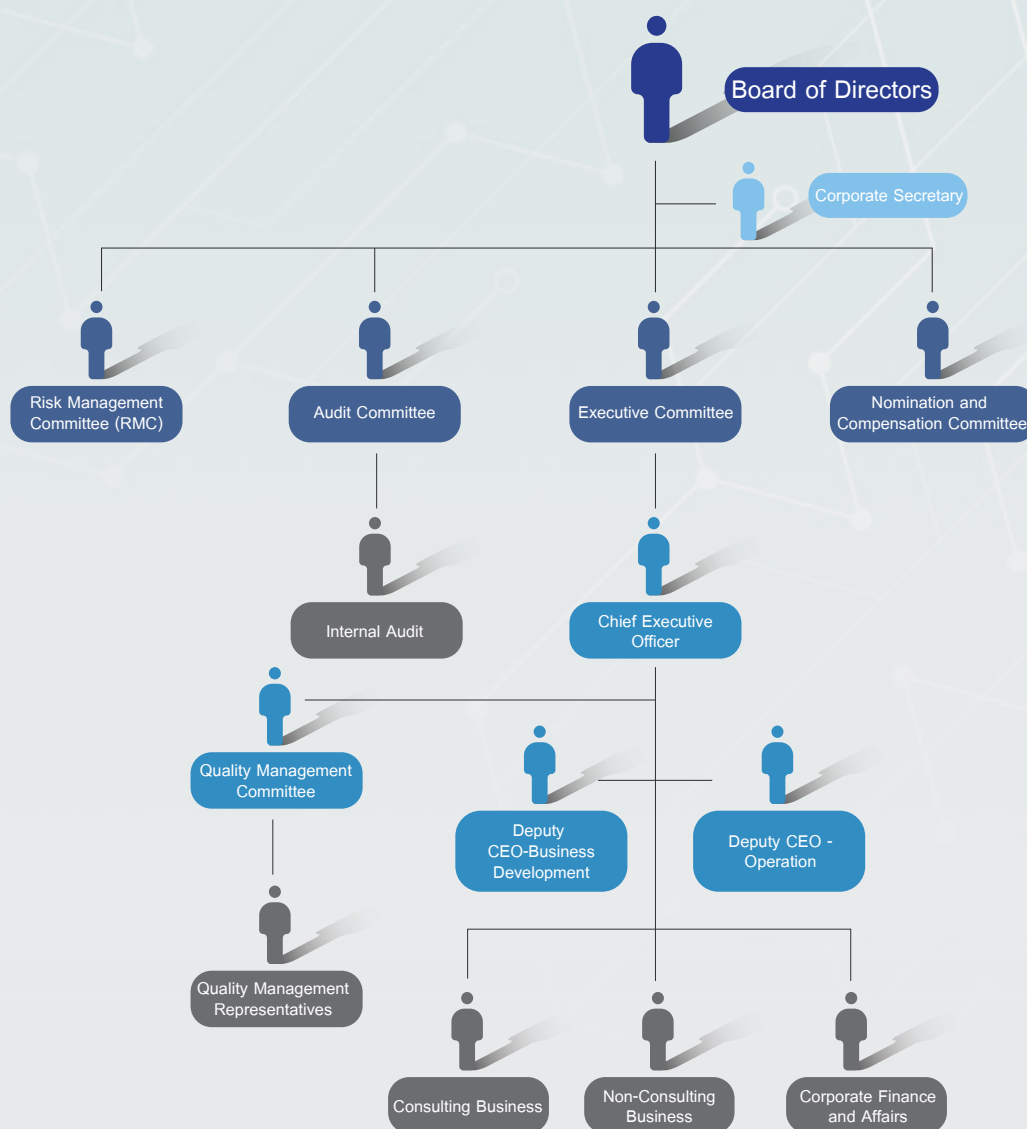 Board of Directors
Corporate Secretary
Risk Management
Committee (RMC)
Audit Committee
Executive Committee
Nomination and
Compensation Committee
Internal Audit
Chief Executive
Officer
Quality Management
Committee
Deputy
CEO-Business
Development
Deputy CEO -
Operation
Quality Management
Representatives
Consulting Business
Non-Consulting
Business
Corporate Finance
and Affairs